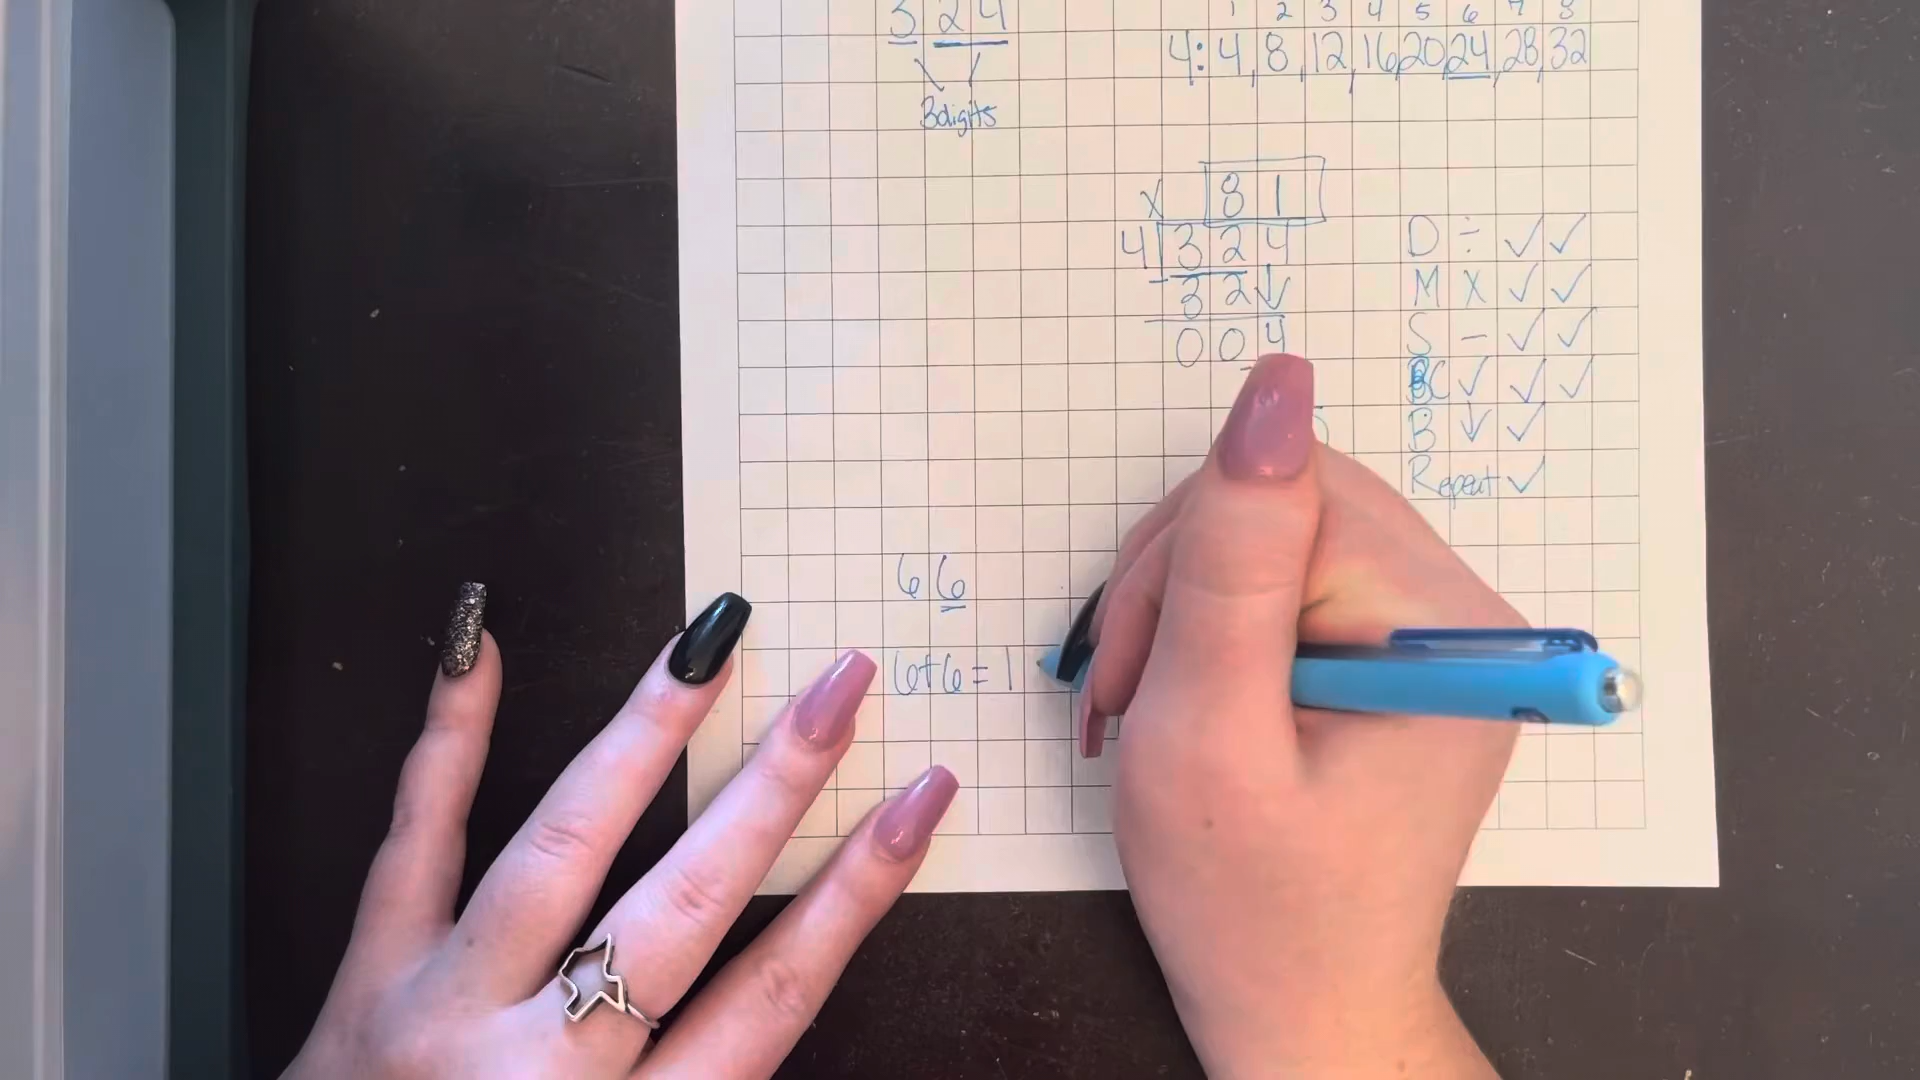 3 2 4
3digits
1 2 3 4 5 6 7 8
4: 4, 8, 12, 16, 20, 24, 28, 32
X 8 1
4 3 2 4
- 3 2 ↓
0 0 4
D ÷ ✓ ✓
M X ✓ ✓
S - ✓ ✓
BC ✓ ✓ ✓
B ↓ ✓
Repeat ✓
6 6
6+6=1